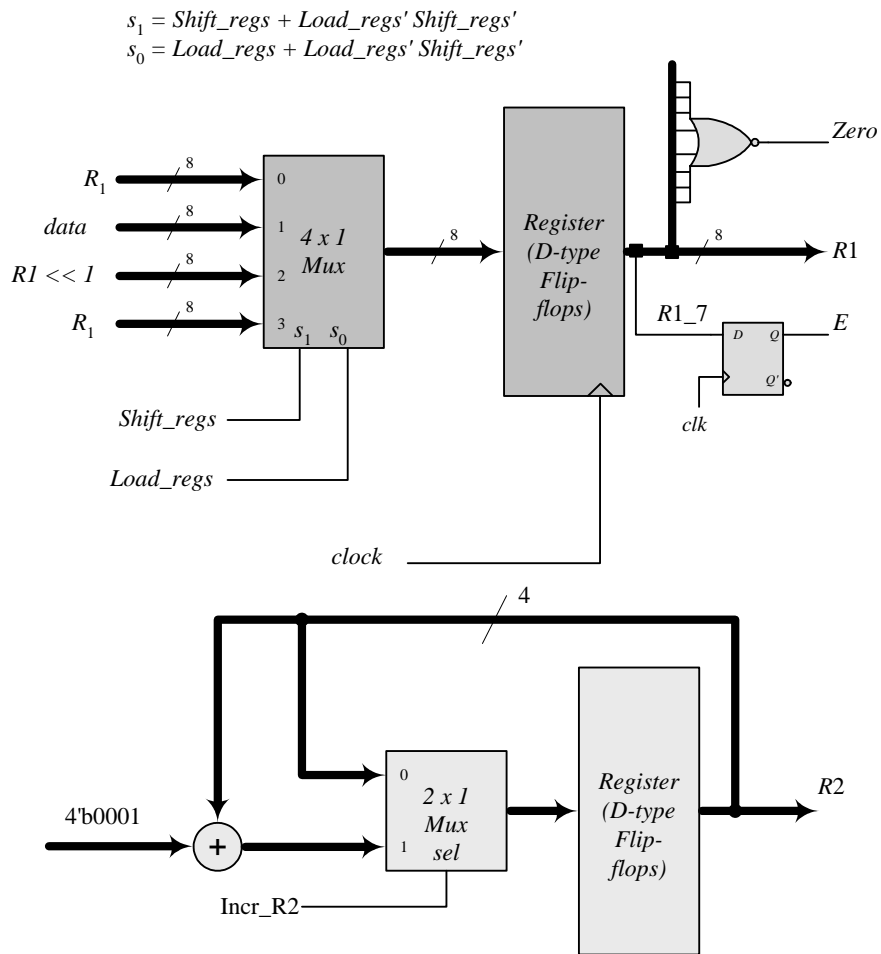 s1 = Shift_regs + Load_regs' Shift_regs'
s0 = Load_regs + Load_regs' Shift_regs'
Zero
R1
8
0
data
8
1
R1 << 1
8
2
R1
8
3
4 x 1
Mux
s1 s0
8
Register
(D-type
Flip-
flops)
8
R1
R1_7
D
Q
Q'
E
clk
Shift_regs
Load_regs
clock
4
4'b0001
+
0
1
2 x 1
Mux
sel
Incr_R2
Register
(D-type
Flip-
flops)
R2